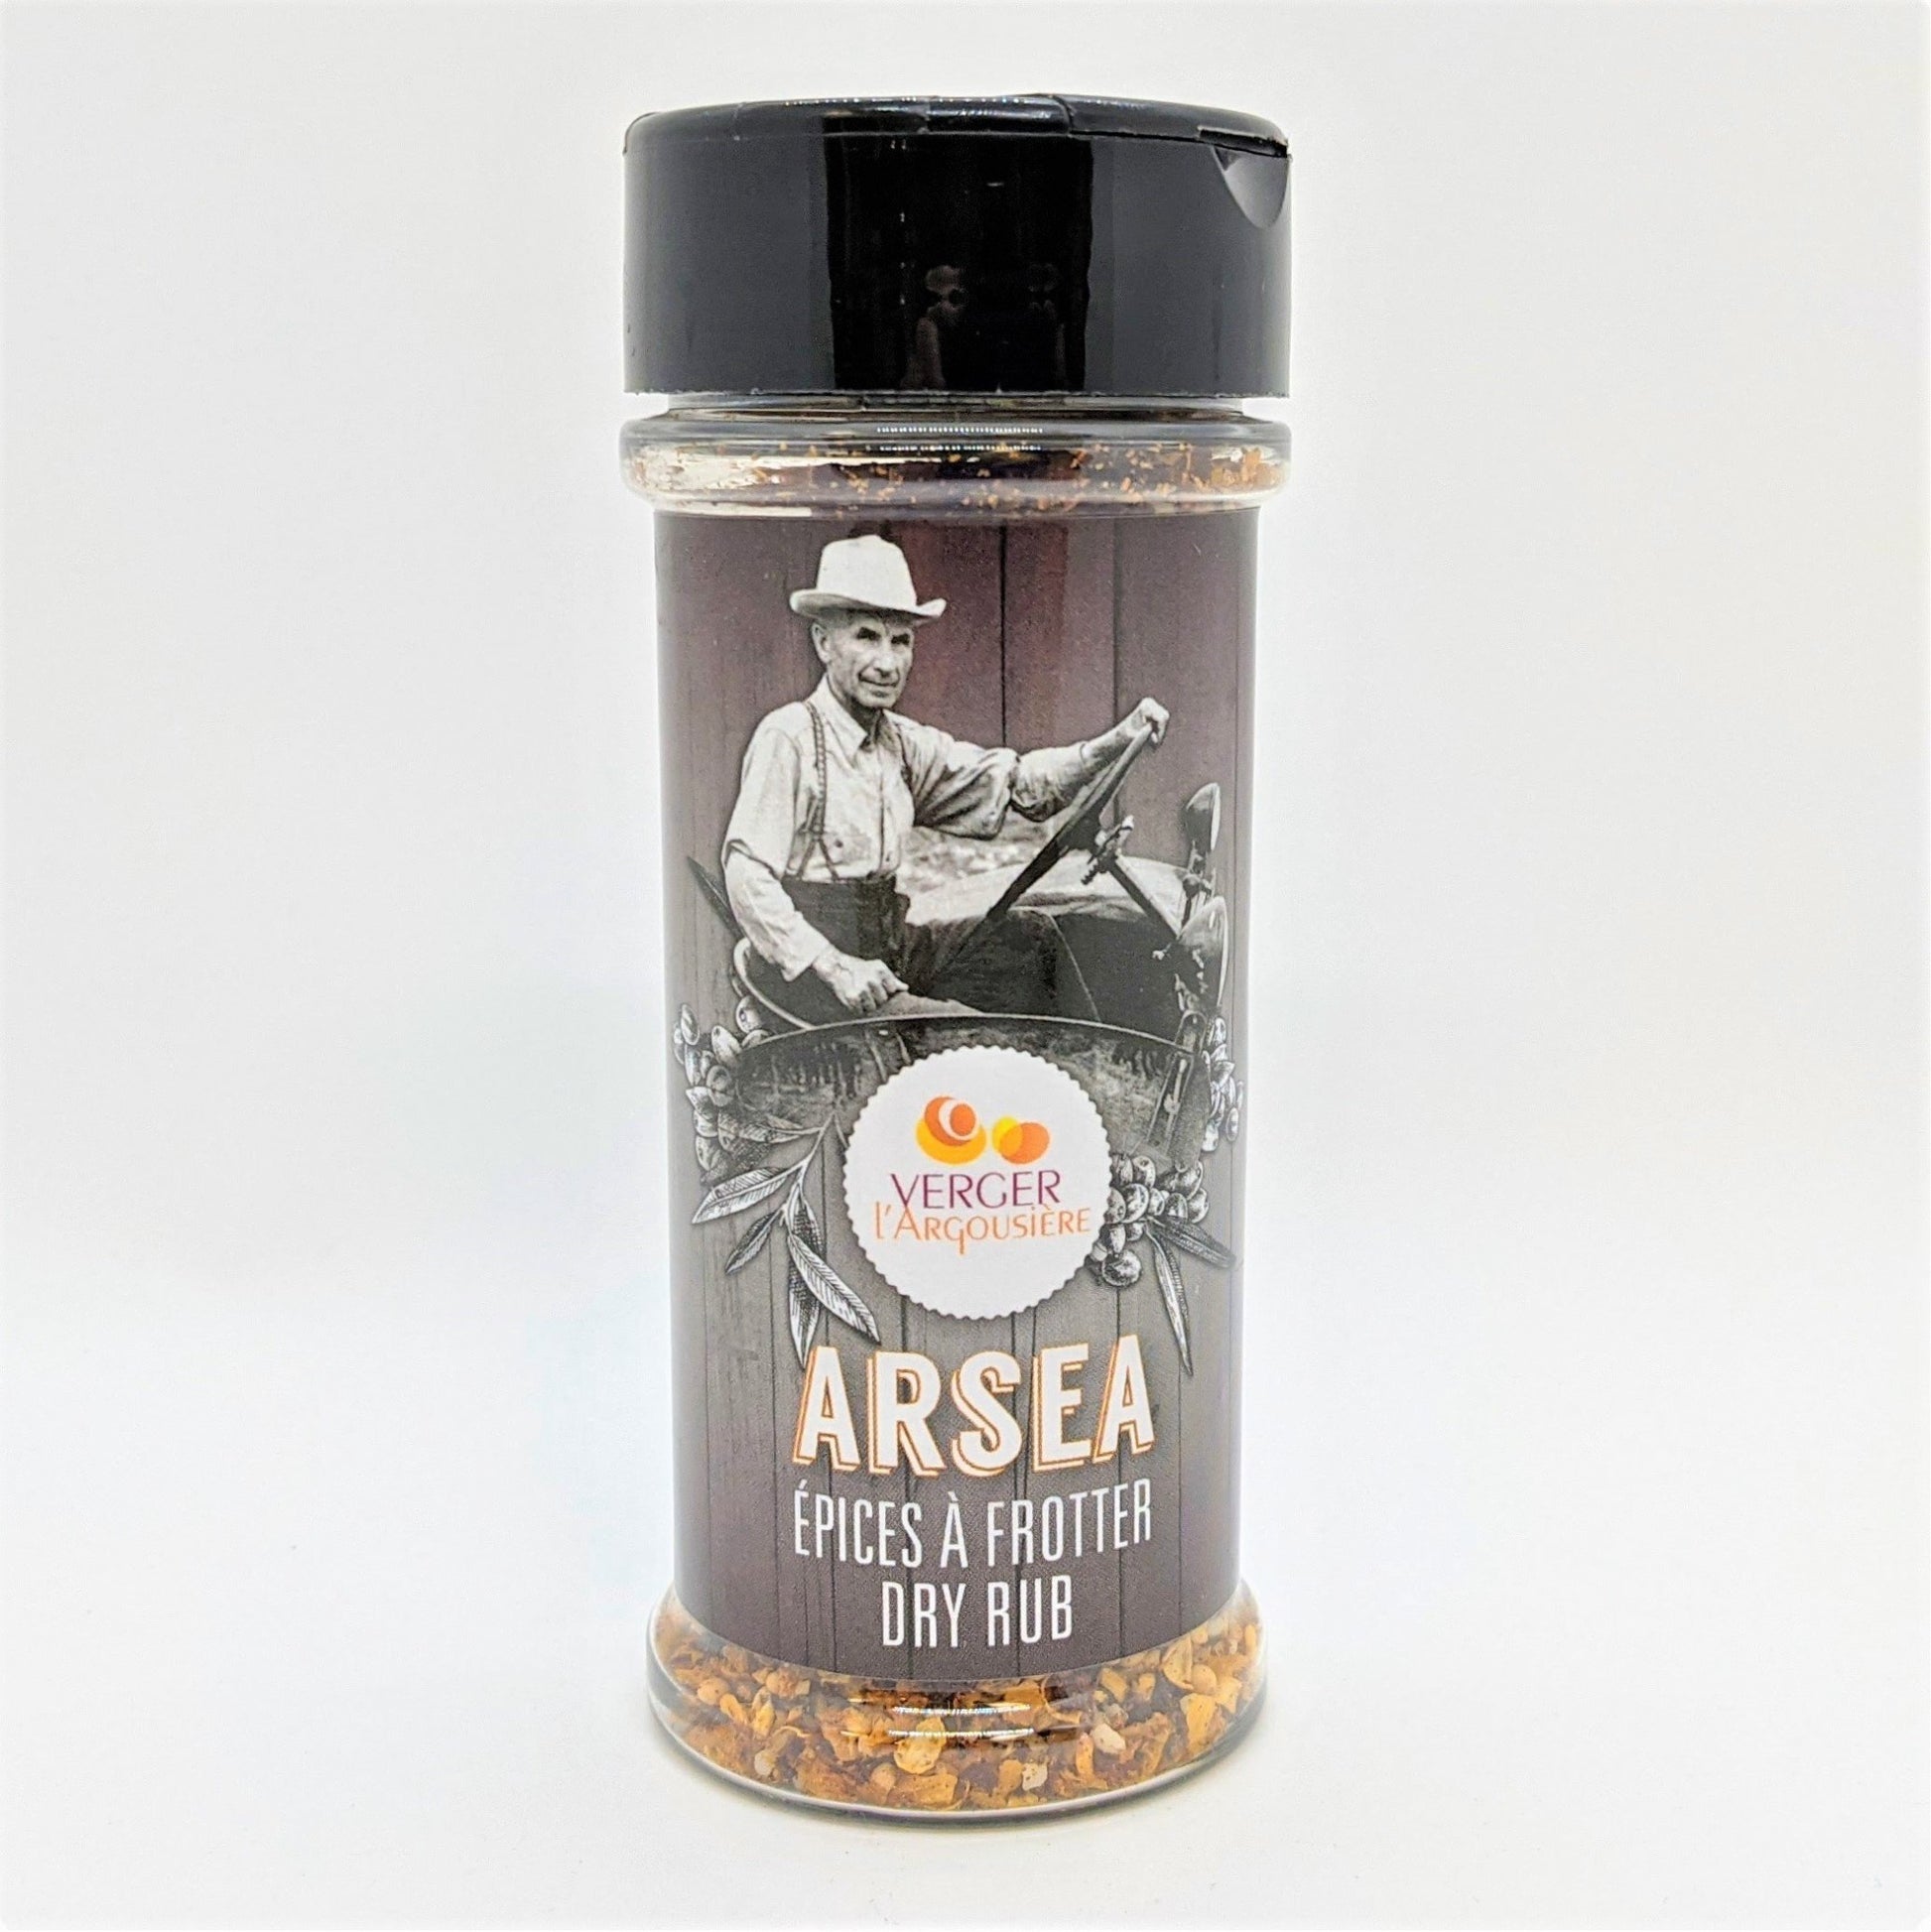 VERGER
l'ARGOUSIÈRE
ARSEA
ÉPICES À FROTTER
DRY RUB